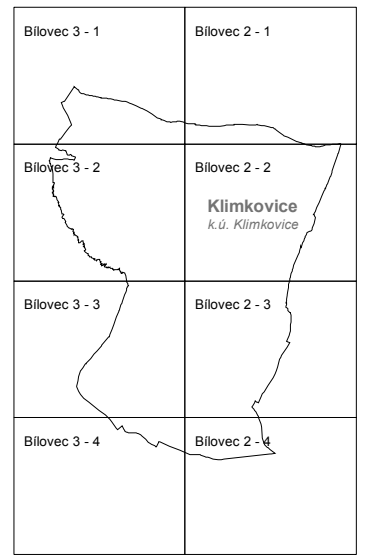 Bílovec 3 - 1
Bílovec 2 - 1
Bílovec 3 - 2
Bílovec 2 - 2
Klimkovice
k.ú. Klimkovice
Bílovec 3 - 3
Bílovec 2 - 3
Bílovec 3 - 4
Bílovec 2 - 4